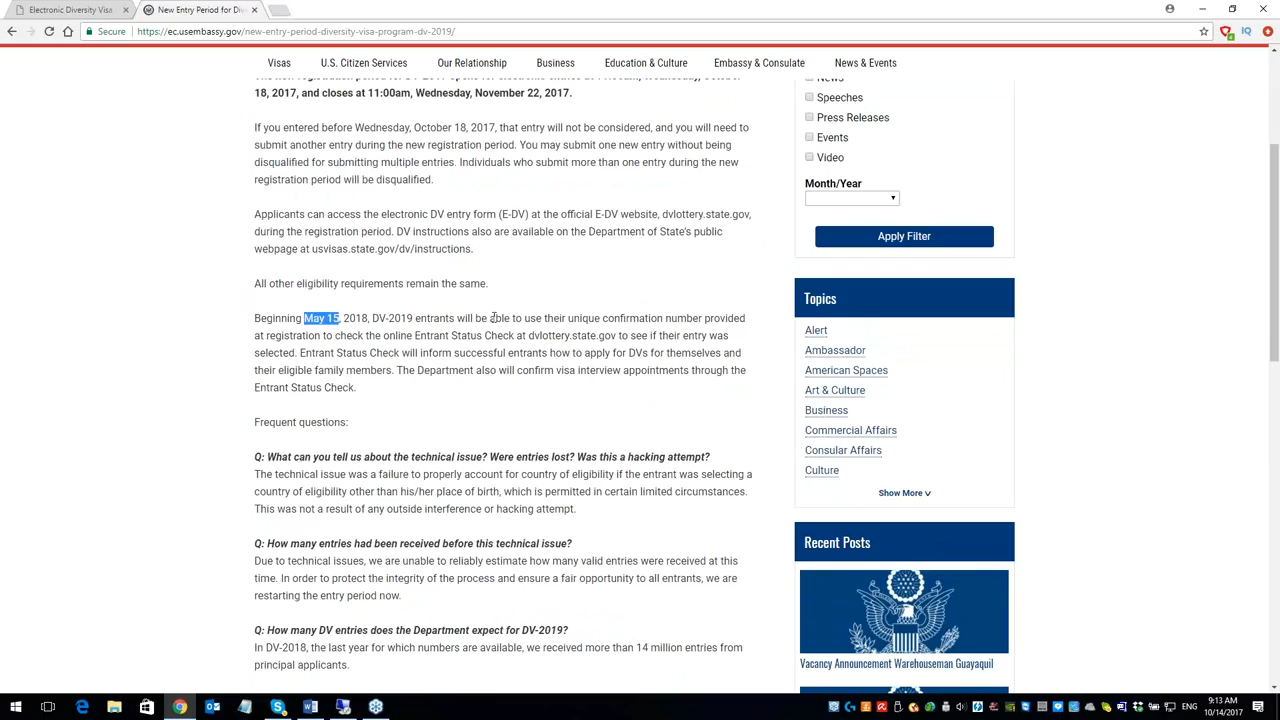 Electronic Diversity Visa
New Entry Period for Div
Secure
https://ec.usembassy.gov/new-entry-period-diversity-visa-program-dv-2019/
Visas
U.S. Citizen Services
Our Relationship
Business
Education & Culture
Embassy & Consulate
News & Events
18, 2017, and closes at 11:00am, Wednesday, November 22, 2017.
If you entered before Wednesday, October 18, 2017, that entry will not be considered, and you will need to
submit another entry during the new registration period. You may submit one new entry without being
disqualified for submitting multiple entries. Individuals who submit more than one entry during the new
registration period will be disqualified.
Applicants can access the electronic DV entry form (E-DV) at the official E-DV website, dvlottery.state.gov,
during the registration period. DV instructions also are available on the Department of State's public
webpage at usvisas.state.gov/dv/instructions.
All other eligibility requirements remain the same.
Beginning May 15, 2018, DV-2019 entrants will be able to use their unique confirmation number provided
at registration to check the online Entrant Status Check at dvlottery.state.gov to see if their entry was
selected. Entrant Status Check will inform successful entrants how to apply for DVs for themselves and
their eligible family members. The Department also will confirm visa interview appointments through the
Entrant Status Check.
Frequent questions:
Q: What can you tell us about the technical issue? Were entries lost? Was this a hacking attempt?
The technical issue was a failure to properly account for country of eligibility if the entrant was selecting a
country of eligibility other than his/her place of birth, which is permitted in certain limited circumstances.
This was not a result of any outside interference or hacking attempt.
Q: How many entries had been received before this technical issue?
Due to technical issues, we are unable to reliably estimate how many valid entries were received at this
time. In order to protect the integrity of the process and ensure a fair opportunity to all entrants, we are
restarting the entry period now.
Q: How many DV entries does the Department expect for DV-2019?
In DV-2018, the last year for which numbers are available, we received more than 14 million entries from
principal applicants.
News
Speeches
Press Releases
Events
Video
Month/Year
Apply Filter
Topics
Alert
Ambassador
American Spaces
Art & Culture
Business
Commercial Affairs
Consular Affairs
Culture
Show More
Recent Posts
Vacancy Announcement Warehouseman Guayaquil
ENG
9:13 AM
10/14/2017